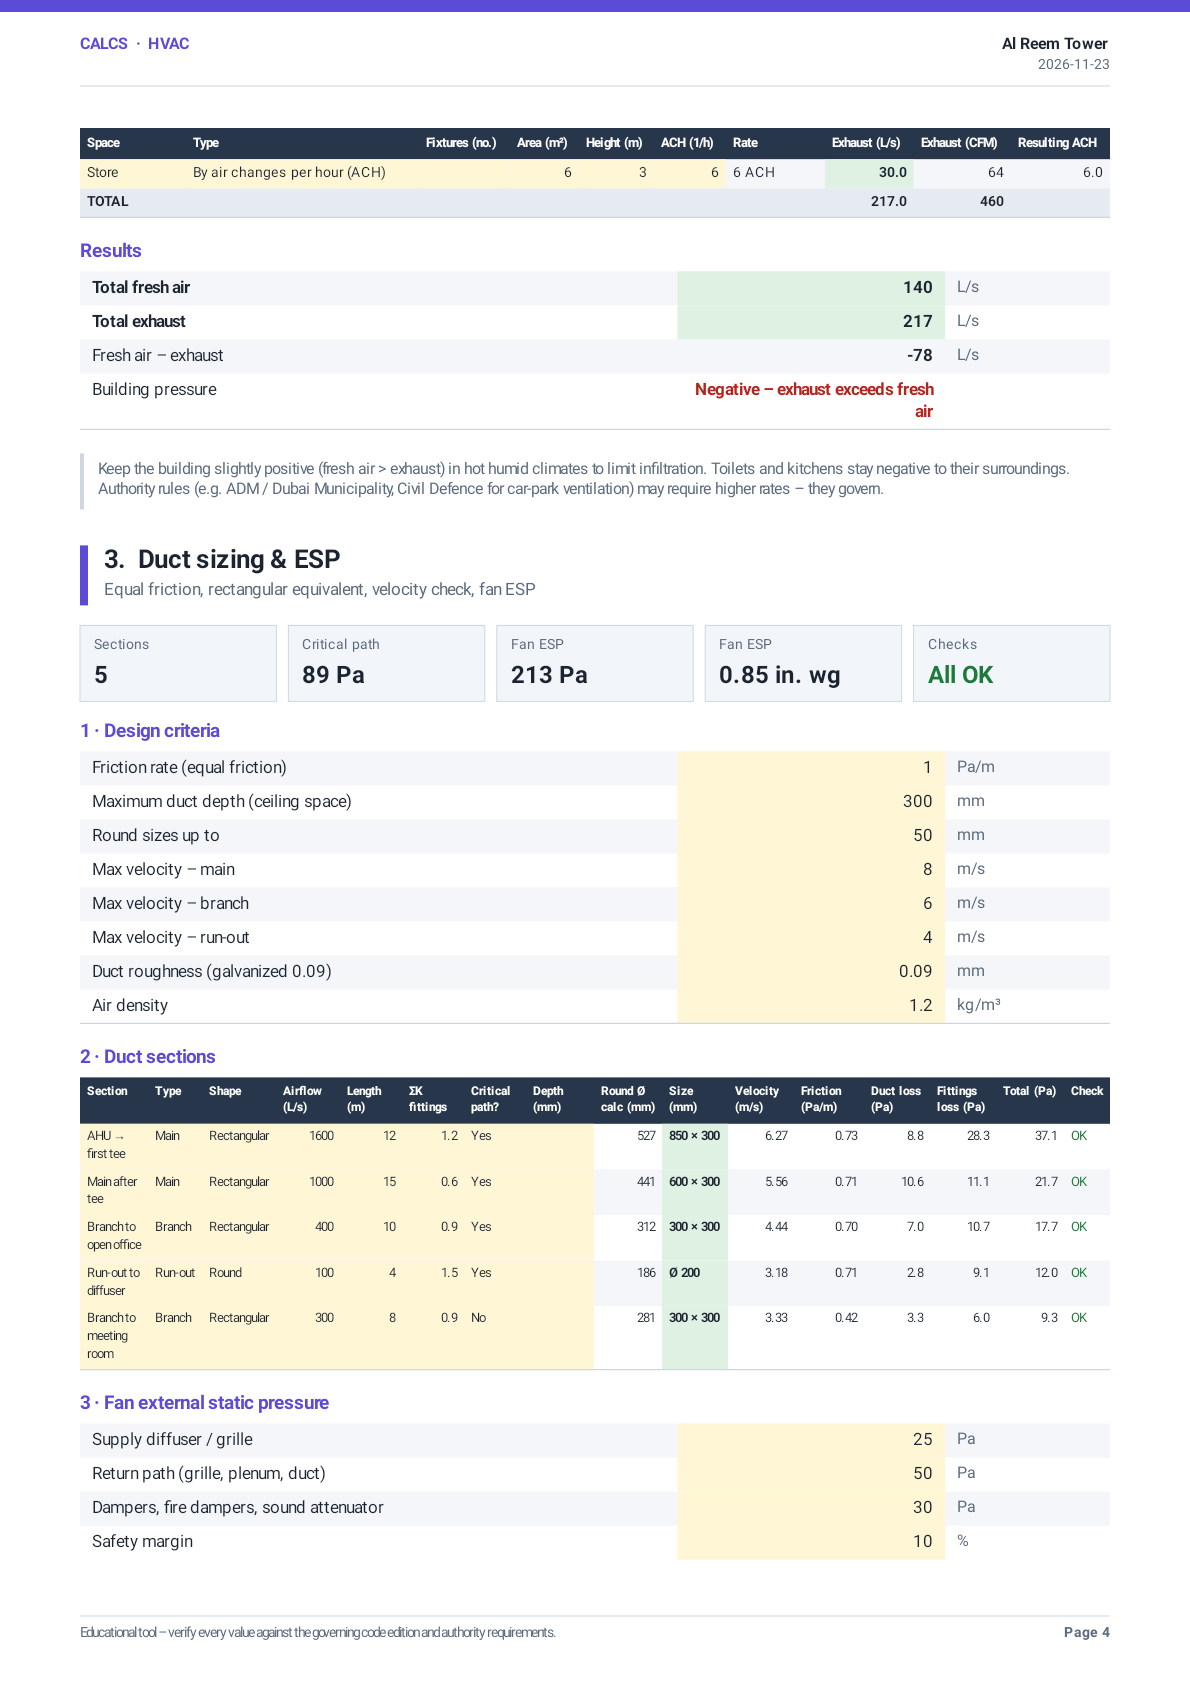 CALCS · HVAC
Al Reem Tower
2026-11-23
Space Type Fixtures (no.) Area (m²) Height (m) ACH (1/h) Rate Exhaust (L/s) Exhaust (CFM) Resulting ACH
Store By air changes per hour (ACH) 6 3 6 6 ACH 30.0 64 6.0
TOTAL 217.0 460
Results
Total fresh air 140 L/s
Total exhaust 217 L/s
Fresh air – exhaust -78 L/s
Building pressure Negative – exhaust exceeds fresh
air
Keep the building slightly positive (fresh air > exhaust) in hot humid climates to limit infiltration. Toilets and kitchens stay negative to their surroundings.
Authority rules (e.g. ADM / Dubai Municipality, Civil Defence for car-park ventilation) may require higher rates – they govern.
3. Duct sizing & ESP
Equal friction, rectangular equivalent, velocity check, fan ESP
Sections Critical path Fan ESP Fan ESP Checks
5 89 Pa 213 Pa 0.85 in. wg All OK
1 · Design criteria
Friction rate (equal friction) 1 Pa/m
Maximum duct depth (ceiling space) 300 mm
Round sizes up to 50 mm
Max velocity – main 8 m/s
Max velocity – branch 6 m/s
Max velocity – run-out 4 m/s
Duct roughness (galvanized 0.09) 0.09 mm
Air density 1.2 kg/m³
2 · Duct sections
Section Type Shape Airflow Length ΣK Critical Depth Round Ø Size Velocity Friction Duct loss Fittings Total (Pa) Check
(L/s) (m) fittings path? (mm) calc (mm) (mm) (m/s) (Pa/m) (Pa) loss (Pa)
AHU → Main Rectangular 1600 12 1.2 Yes 527 850 × 300 6.27 0.73 8.8 28.3 37.1 OK
first tee
Main after Main Rectangular 1000 15 0.6 Yes 441 600 × 300 5.56 0.71 10.6 11.1 21.7 OK
tee
Branch to Branch Rectangular 400 10 0.9 Yes 312 300 × 300 4.44 0.70 7.0 10.7 17.7 OK
open office
Run-out to Run-out Round 100 4 1.5 Yes 186 Ø 200 3.18 0.71 2.8 9.1 12.0 OK
diffuser
Branch to Branch Rectangular 300 8 0.9 No 281 300 × 300 3.33 0.42 3.3 6.0 9.3 OK
meeting
room
3 · Fan external static pressure
Supply diffuser / grille 25 Pa
Return path (grille, plenum, duct) 50 Pa
Dampers, fire dampers, sound attenuator 30 Pa
Safety margin 10 %
Educational tool – verify every value against the governing code edition and authority requirements.
Page 4